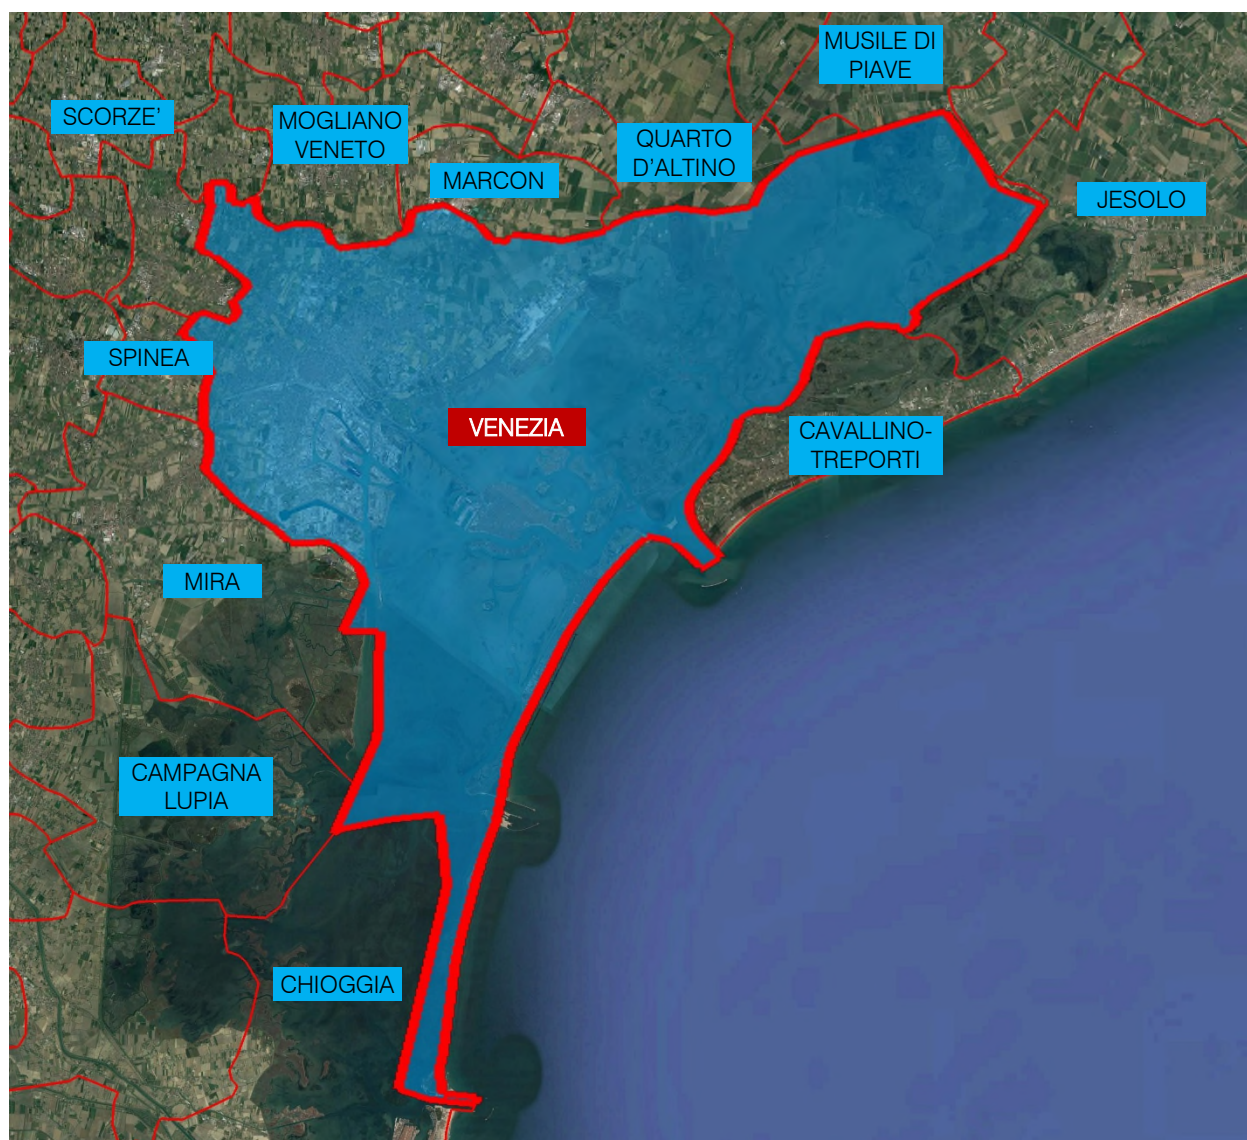 MUSILE DI
PIAVE
SCORZE’
MOGLIANO
VENETO
QUARTO
D’ALTINO
MARCON
JESOLO
SPINEA
VENEZIA
CAVALLINO-
TREPORTI
MIRA
CAMPAGNA
LUPIA
CHIOGGIA